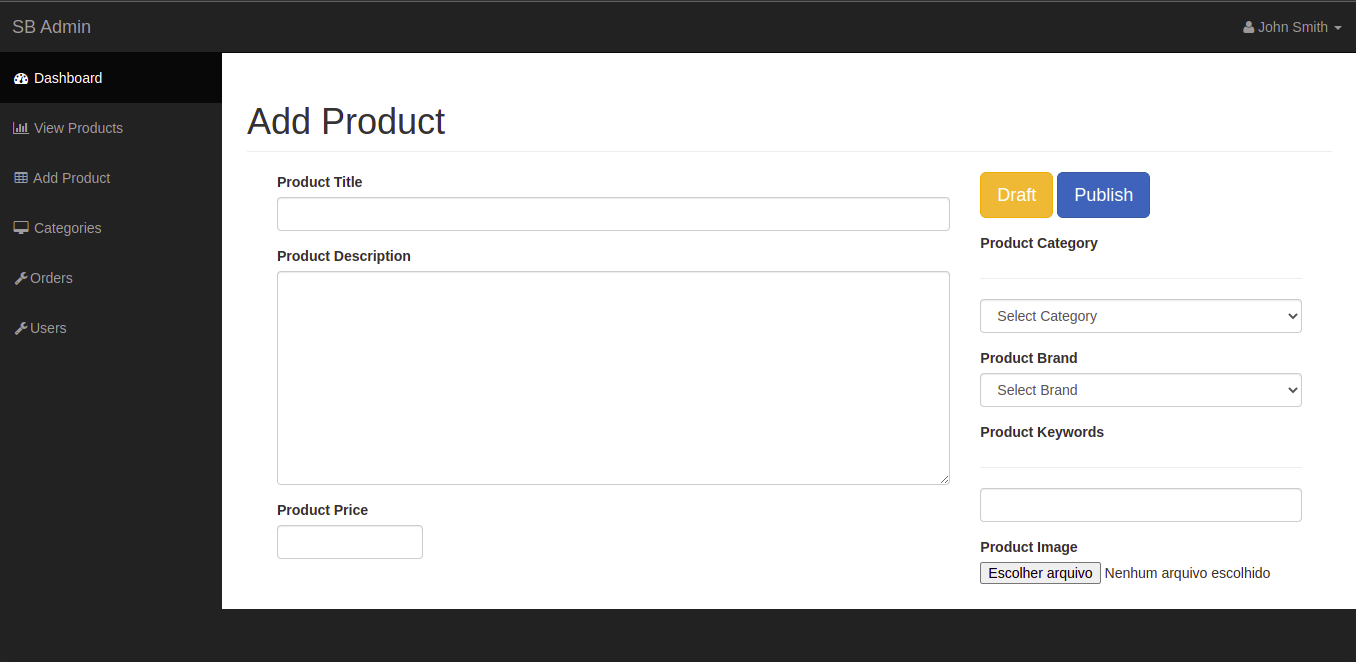 SB Admin
John Smith
Dashboard
View Products
Add Product
Categories
Orders
Users
Add Product
Product Title
Product Description
Product Price
Draft Publish
Product Category
Select Category
Product Brand
Select Brand
Product Keywords
Product Image
Escolher arquivo Nenhum arquivo escolhido